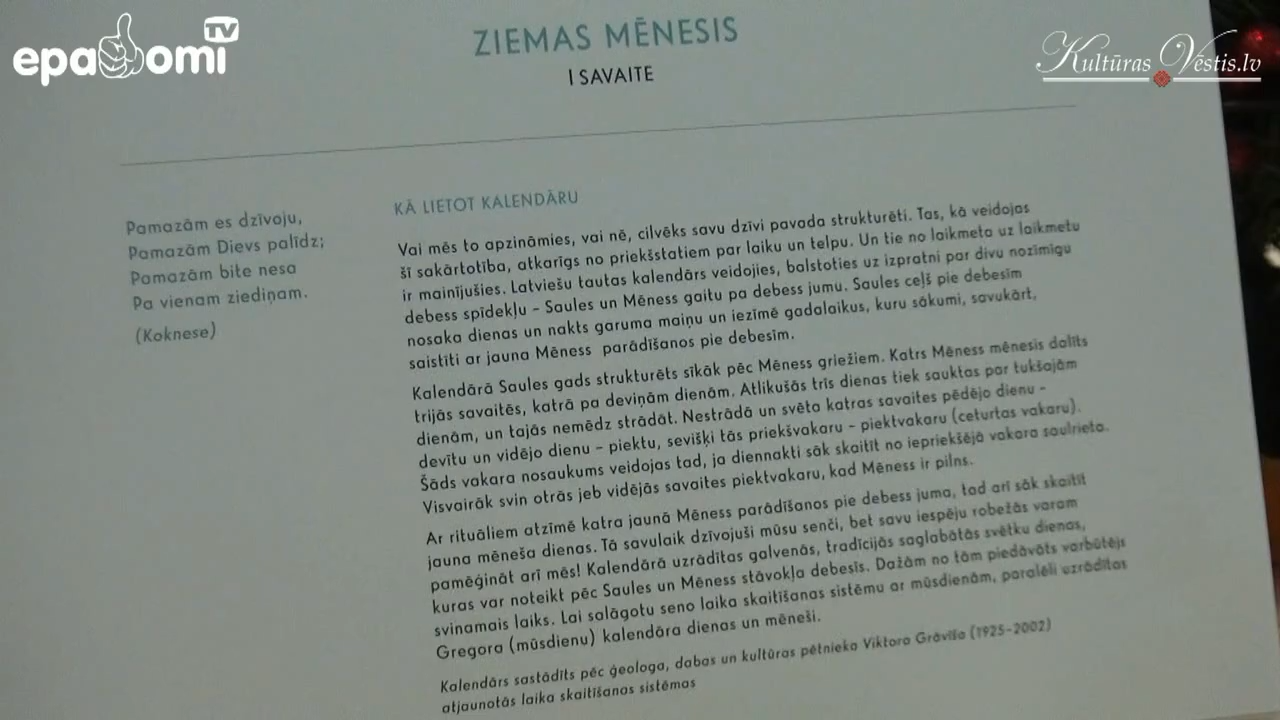 epadomi TV
Kultūras Vēstis.lv
ZIEMAS MĒNESIS
I SAVAITE
Pamazām es dzīvoju,
Pamazām Dievs palīdz;
Pamazām bite nesa
Pa vienam ziediņam.
(Koknese)
KĀ LIETOT KALENDĀRU
Vai mēs to apzināmies, vai nē, cilvēks savu dzīvi pavada strukturēti. Tas, kā veidojas
šī sakārtotība, atkarīgs no priekšstatiem par laiku un telpu. Un tie no laikmeta uz laikmetu
ir mainījušies. Latviešu tautas kalendārs veidojies, balstoties uz izpratni par divu nozīmīgu
debess spīdekļu – Saules un Mēness gaitu pa debess jumu. Saules ceļš pie debesīm
nosaka dienas un nakts garuma maiņu un iezīmē gadalaikus, kuru sākumi, savukārt,
saistīti ar jauna Mēness parādīšanos pie debesīm.
Kalendārā Saules gads strukturēts sīkāk pēc Mēness griežiem. Katrs Mēness mēnesis dalīts
trijās savaitēs, katrā pa deviņām dienām. Atlikušās trīs dienas tiek sauktas par tukšajām
dienām, un tajās nemēdz strādāt. Nestrādā un svēta katras savaites pēdējo dienu –
devītu un vidējo dienu – piektu, sevišķi tās priekšvakaru – piektvakaru (ceturtas vakaru).
Šāds vakara nosaukums veidojas tad, ja diennakti sāk skaitīt no iepriekšējā vakara saulrieta.
Visvairāk svin otrās jeb vidējās savaites piektvakaru, kad Mēness ir pilns.
Ar rituāliem atzīmē katra jaunā Mēness parādīšanos pie debess juma, tad arī sāk skaitīt
jauna mēneša dienas. Tā savulaik dzīvojuši mūsu senči, bet savu iespēju robežās varam
pamēģināt arī mēs! Kalendārā uzrādītas galvenās, tradīcijās saglabātās svētku dienas,
kuras var noteikt pēc Saules un Mēness stāvokļa debesīs. Dažām no tām piedāvāts varbūtējs
svinamais laiks. Lai salāgotu seno laika skaitīšanas sistēmu ar mūsdienām, paralēli uzrādītas
Gregora (mūsdienu) kalendāra dienas un mēneši.
Kalendārs sastādīts pēc ģeologa, dabas un kultūras pētnieka Viktora Grāvīša (1925–2002)
atjaunotās laika skaitīšanas sistēmas